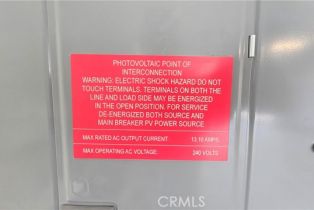 PHOTOVOLTAIC POINT OF
INTERCONNECTION
WARNING: ELECTRIC SHOCK HAZARD DO NOT
TOUCH TERMINALS. TERMINALS ON BOTH THE
LINE AND LOAD SIDE MAY BE ENERGIZED
IN THE OPEN POSITION. FOR SERVICE
DE-ENERGIZED BOTH SOURCE AND
MAIN BREAKER PV POWER SOURCE
MAX RATED AC OUTPUT CURRENT: AMPS
MAX OPERATING AC VOLTAGE: 240 VOLTS
CRMLS